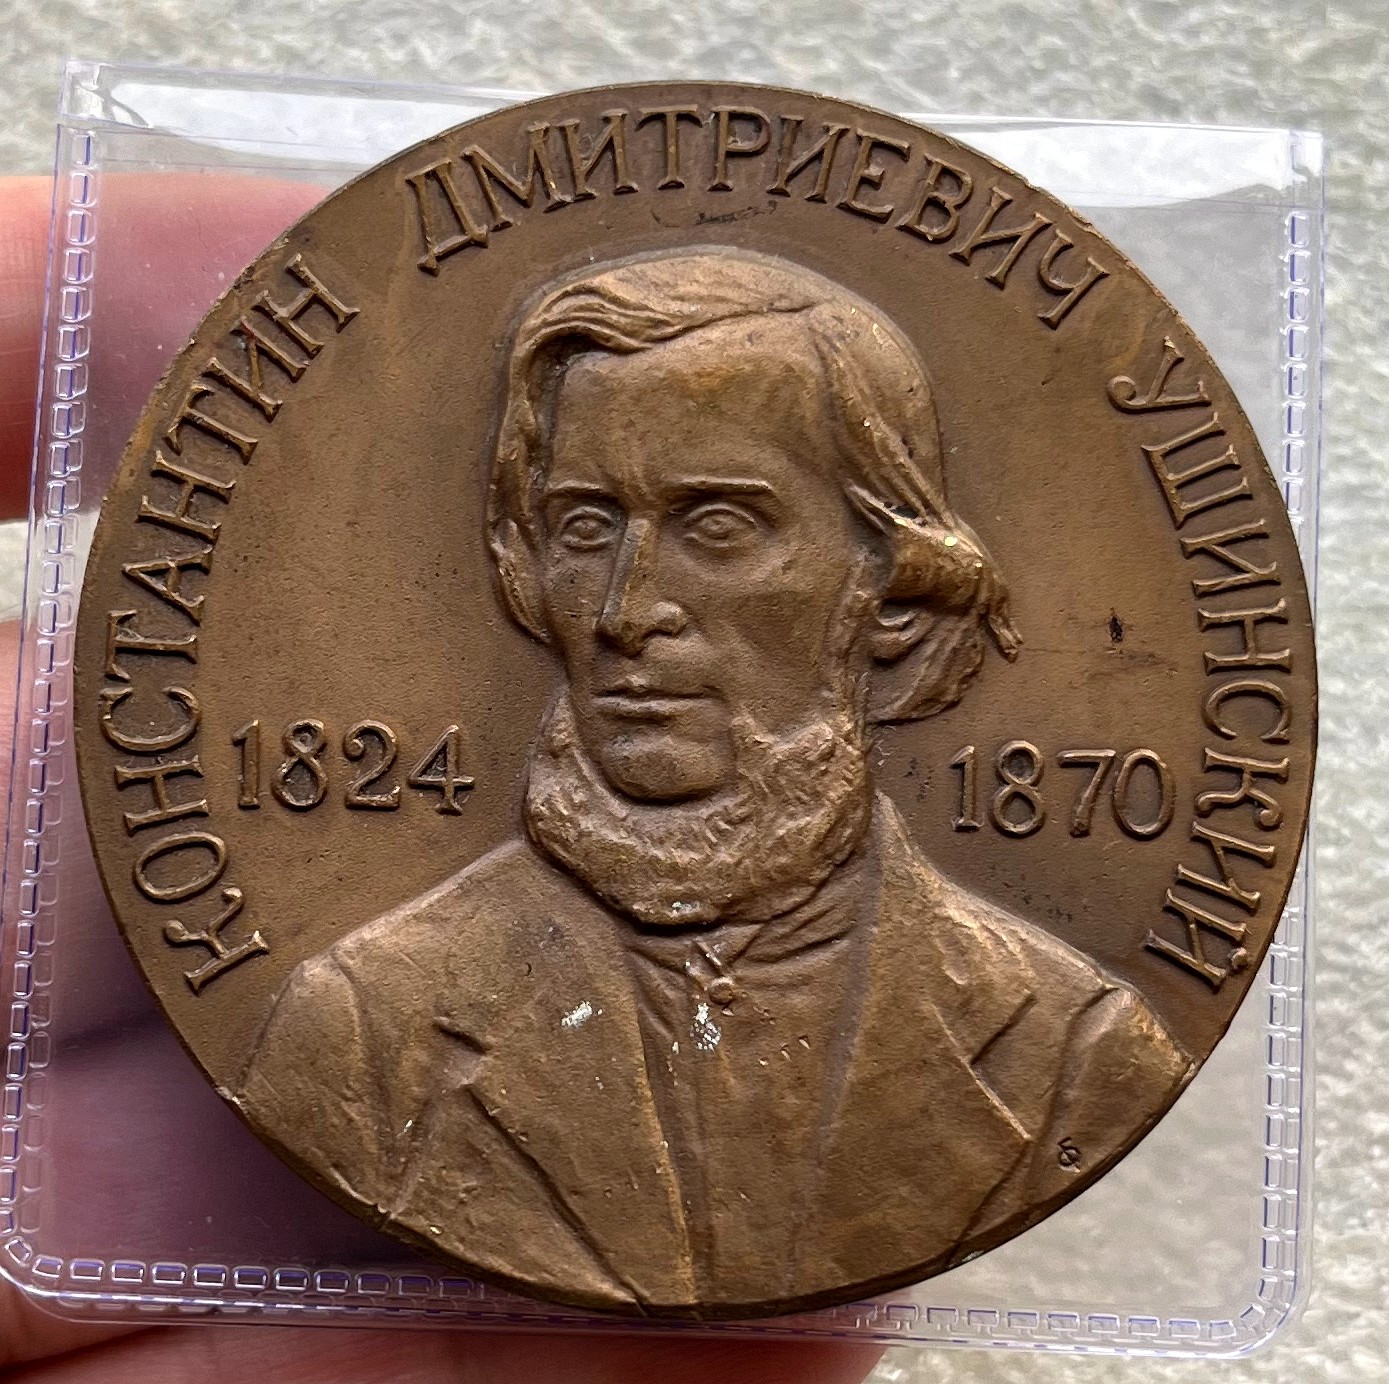 КОНСТАНТИН ДМИТРИЕВИЧ УШИНСКИЙ
1824 1870